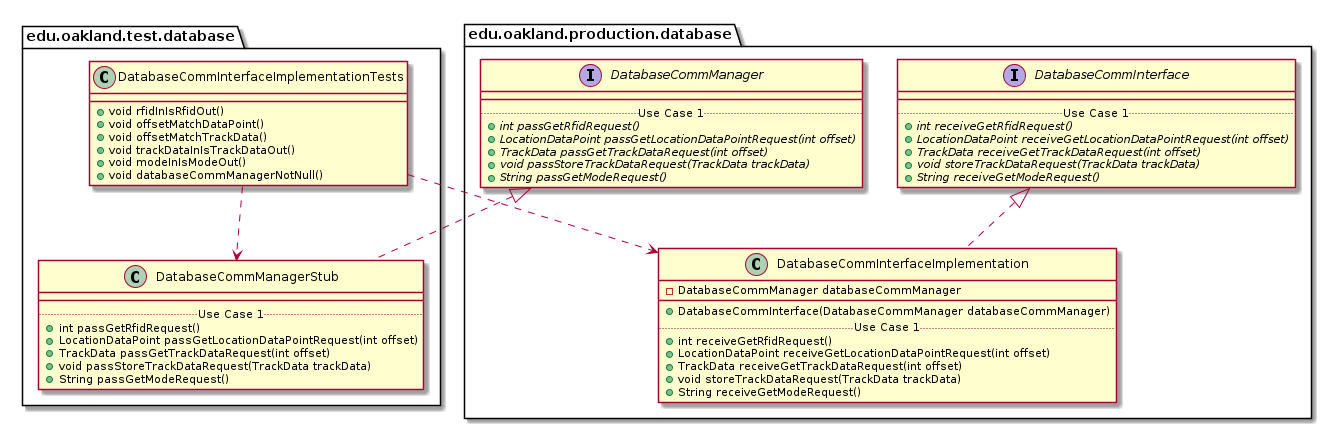 edu.oakland.test.database
C DatabaseCommInterfaceImplementationTests
void rfidInIsRfidOut()
void offsetMatchDataPoint()
void offsetMatchTrackData()
void trackDataInIsTrackDataOut()
void modeInIsModeOut()
void databaseCommManagerNotNull()
C DatabaseCommManagerStub
Use Case 1
int passGetRfidRequest()
LocationDataPoint passGetLocationDataPointRequest(int offset)
TrackData passGetTrackDataRequest(int offset)
void passStoreTrackDataRequest(TrackData trackData)
String passGetModeRequest()
edu.oakland.production.database
I DatabaseCommManager
Use Case 1
int passGetRfidRequest()
LocationDataPoint passGetLocationDataPointRequest(int offset)
TrackData passGetTrackDataRequest(int offset)
void passStoreTrackDataRequest(TrackData trackData)
String passGetModeRequest()
I DatabaseCommInterface
Use Case 1
int receiveGetRfidRequest()
LocationDataPoint receiveGetLocationDataPointRequest(int offset)
TrackData receiveGetTrackDataRequest(int offset)
void storeTrackDataRequest(TrackData trackData)
String receiveGetModeRequest()
C DatabaseCommInterfaceImplementation
DatabaseCommManager databaseCommManager
DatabaseCommInterface(DatabaseCommManager databaseCommManager)
Use Case 1
int receiveGetRfidRequest()
LocationDataPoint receiveGetLocationDataPointRequest(int offset)
TrackData receiveGetTrackDataRequest(int offset)
void storeTrackDataRequest(TrackData trackData)
String receiveGetModeRequest()